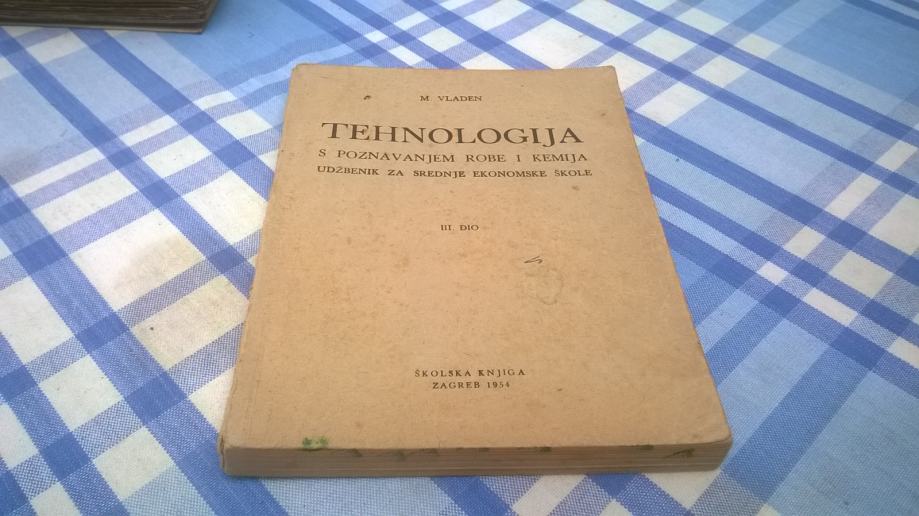 M VLADEN
TEHNOLOGIJA
S POZNAVANJEM ROBE I KEMIJA
UDŽBENIK ZA SREDNJE EKONOMSKE ŠKOLE
III. DIO
ŠKOLSKA KNJIGA
ZAGREB 1954